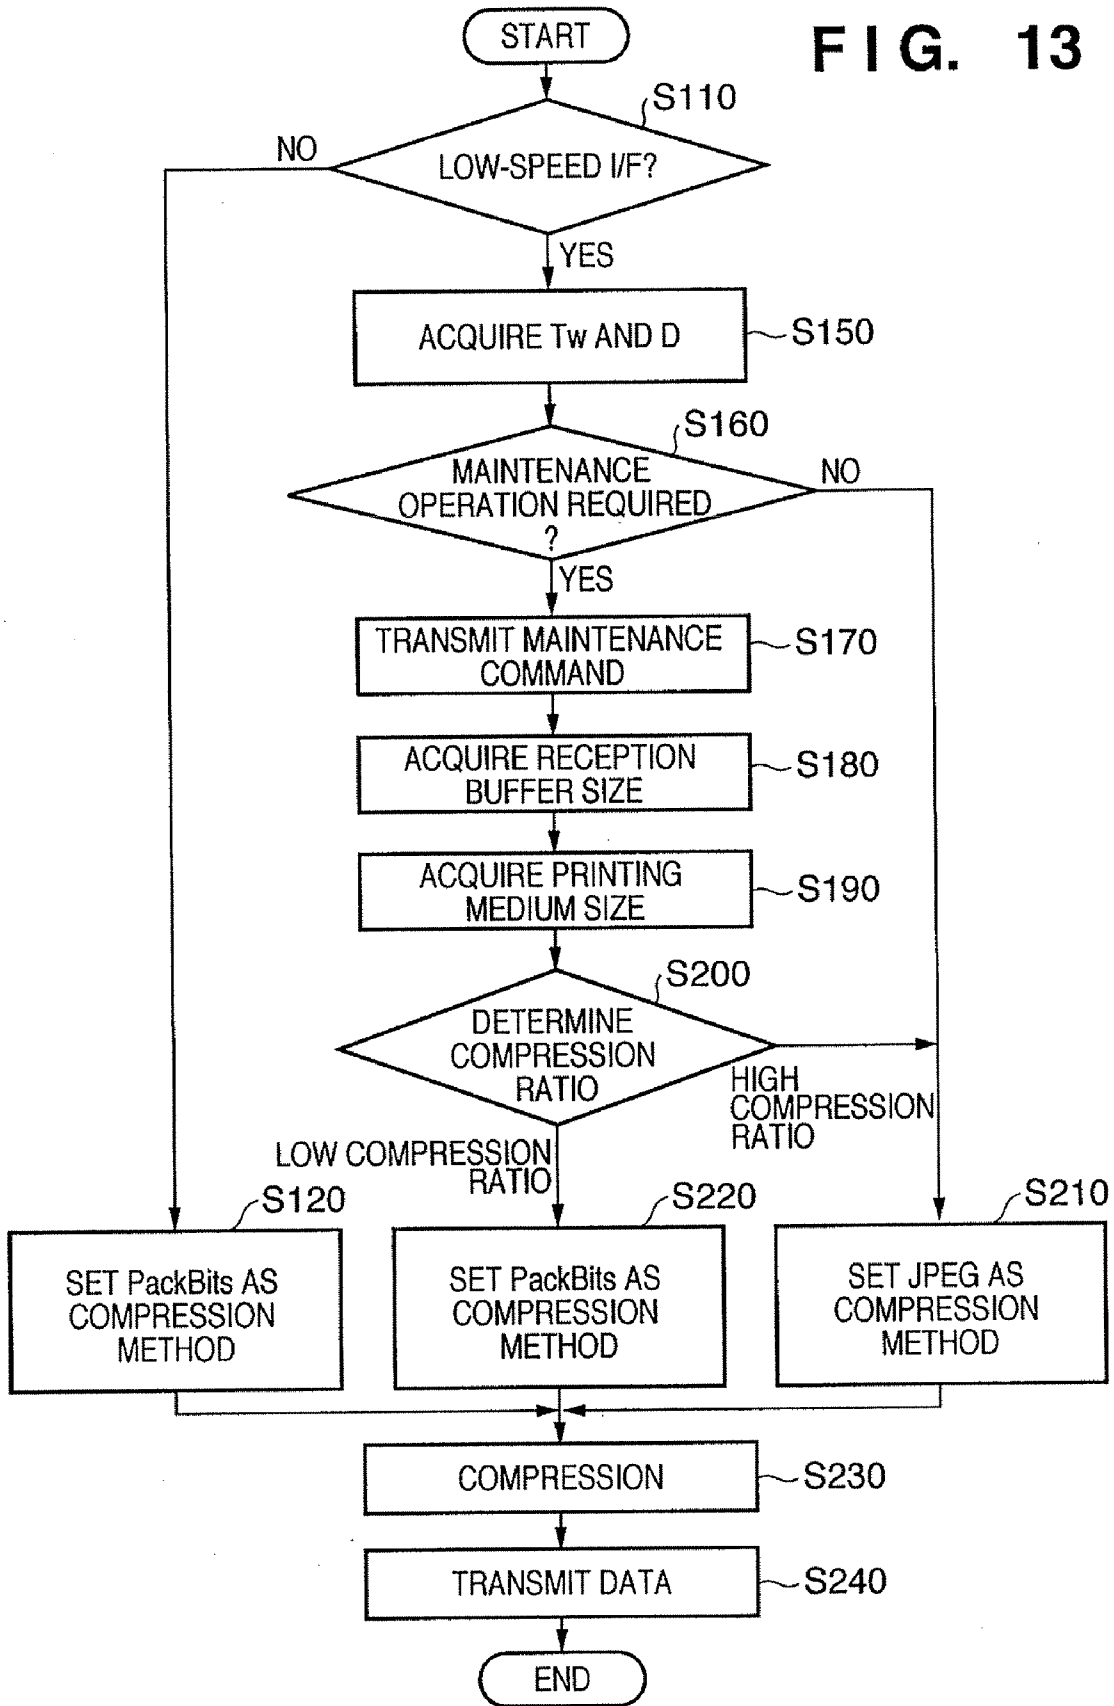 START
FIG. 13
S110
NO
LOW-SPEED I/F?
YES
ACQUIRE Tw AND D
S150
S160
MAINTENANCE
OPERATION REQUIRED
?
NO
YES
TRANSMIT MAINTENANCE
COMMAND
S170
ACQUIRE RECEPTION
BUFFER SIZE
S180
ACQUIRE PRINTING
MEDIUM SIZE
S190
S200
DETERMINE
COMPRESSION
RATIO
HIGH
COMPRESSION
RATIO
LOW COMPRESSION
RATIO
S120
S220
S210
SET PackBits AS
COMPRESSION
METHOD
SET PackBits AS
COMPRESSION
METHOD
SET JPEG AS
COMPRESSION
METHOD
COMPRESSION
S230
TRANSMIT DATA
S240
END